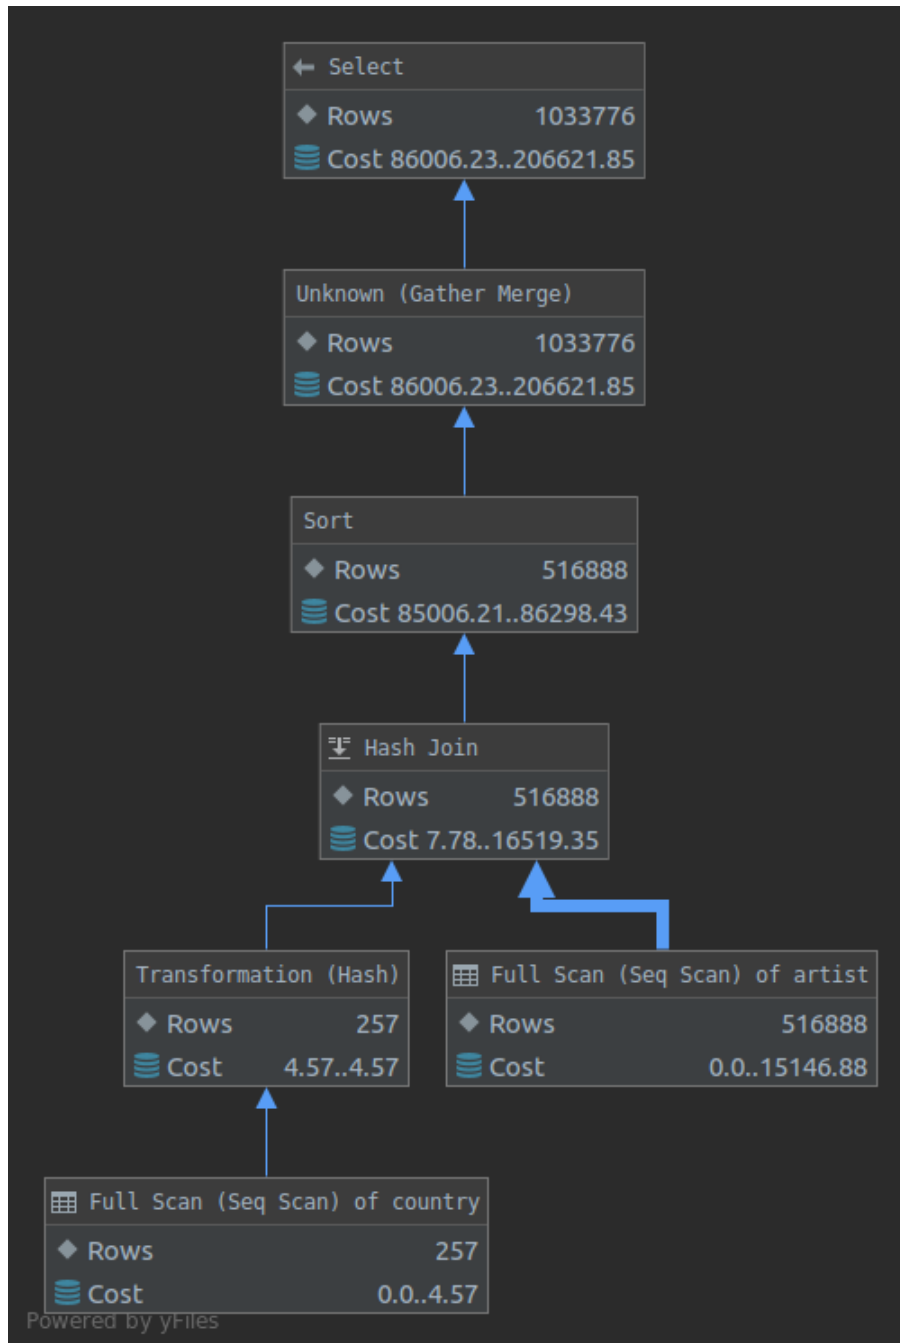 Select
Rows 1033776
Cost 86006.23..206621.85
Unknown (Gather Merge)
Rows 1033776
Cost 86006.23..206621.85
Sort
Rows 516888
Cost 85006.21..86298.43
Hash Join
Rows 516888
Cost 7.78..16519.35
Transformation (Hash)
Rows 257
Cost 4.57..4.57
Full Scan (Seq Scan) of artist
Rows 516888
Cost 0.0..15146.88
Full Scan (Seq Scan) of country
Rows 257
Cost 0.0..4.57
Powered by yFiles